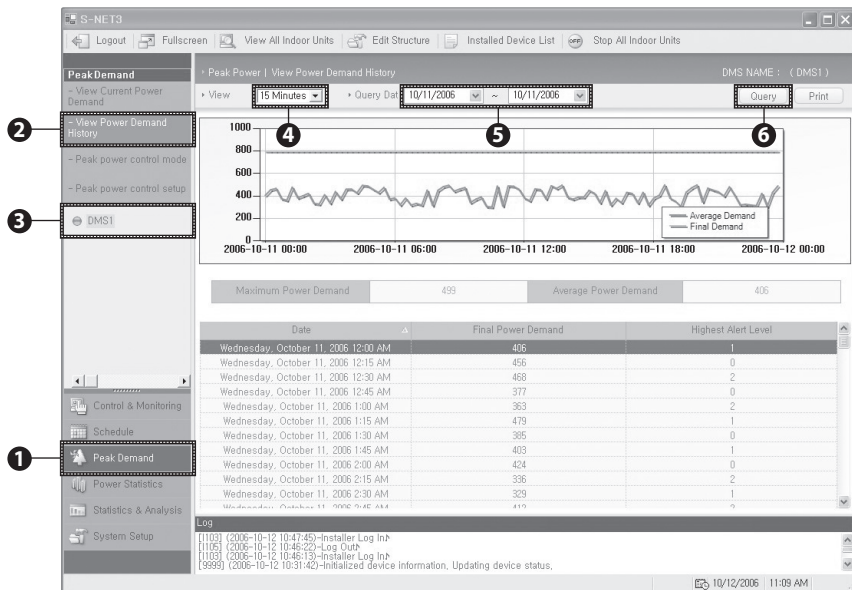 S-NET3
Logout Fullscreen View All Indoor Units Edit Structure Installed Device List OFF Stop All Indoor Units
PeakDemand
- View Current Power Demand
- View Power Demand History
- Peak power control mode
- Peak power control setup
DMS1
Control & Monitoring
Schedule
Peak Demand
Power Statistics
Statistics & Analysis
System Setup
1
2
3
Peak Power | View Power Demand History DMS NAME : ( DMS1 )
View 15 Minutes Query Dat 10/11/2006 ~ 10/11/2006 Query Print
4 5 6
1000
800
600
400
200
0
Average Demand
Final Demand
2006-10-11 00:00 2006-10-11 06:00 2006-10-11 12:00 2006-10-11 18:00 2006-10-12 00:00
Maximum Power Demand 499 Average Power Demand 406
Date Final Power Demand Highest Alert Level
Wednesday, October 11, 2006 12:00 AM 406 1
Wednesday, October 11, 2006 12:15 AM 456 0
Wednesday, October 11, 2006 12:30 AM 468 2
Wednesday, October 11, 2006 12:45 AM 377 0
Wednesday, October 11, 2006 1:00 AM 363 2
Wednesday, October 11, 2006 1:15 AM 479 1
Wednesday, October 11, 2006 1:30 AM 385 0
Wednesday, October 11, 2006 1:45 AM 403 1
Wednesday, October 11, 2006 2:00 AM 424 0
Wednesday, October 11, 2006 2:15 AM 336 2
Wednesday, October 11, 2006 2:30 AM 329 1
Wednesday, October 11, 2006 2:45 AM 412 2
Log
[1103] (2006-10-12 10:47:45)-Installer Log In
[1105] (2006-10-12 10:46:22)-Log Out
[1103] (2006-10-12 10:46:13)-Installer Log In
[9999] (2006-10-12 10:31:42)-Initialized device information, Updating device status,
10/12/2006 11:09 AM